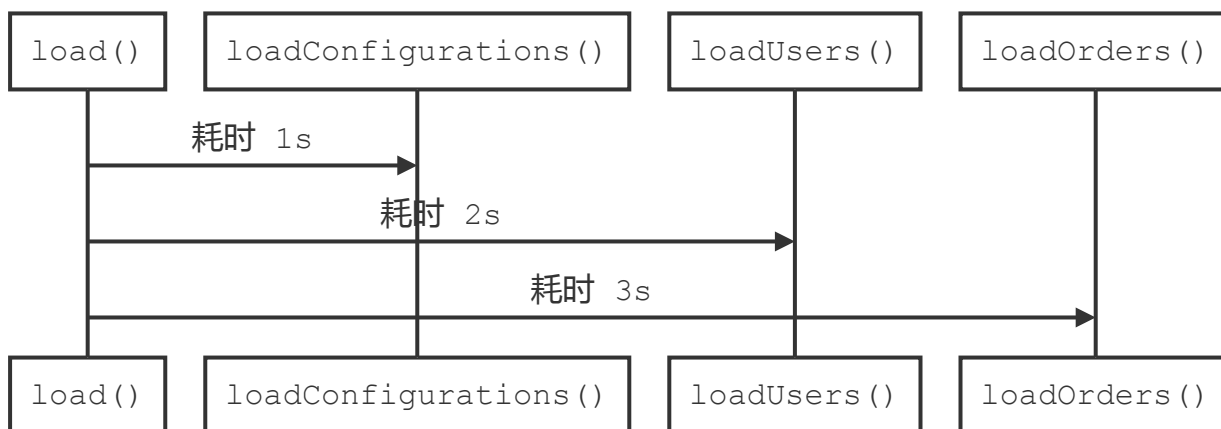 load() loadConfigurations() loadUsers() loadOrders()
耗时 1s
耗时 2s
耗时 3s
load() loadConfigurations() loadUsers() loadOrders()